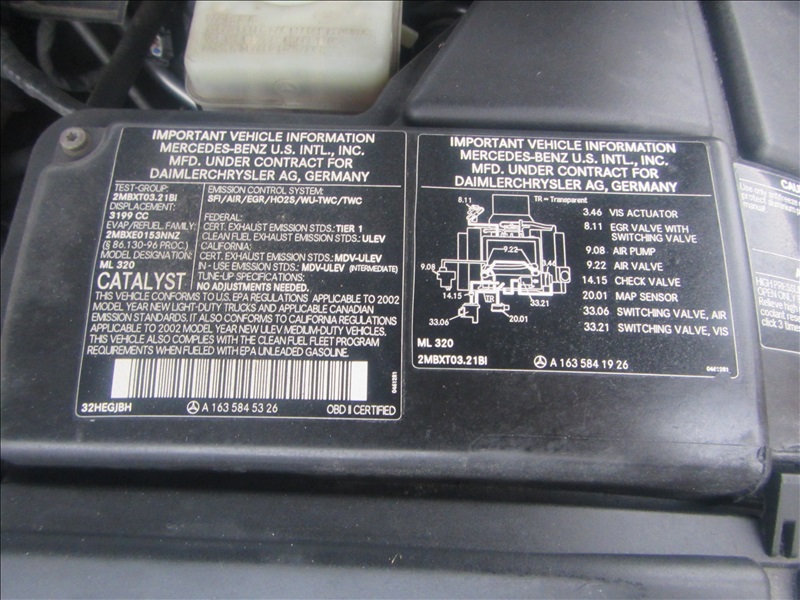 IMPORTANT VEHICLE INFORMATION
MERCEDES-BENZ U.S. INTL., INC.
MFD. UNDER CONTRACT FOR
DAIMLERCHRYSLER AG, GERMANY
TEST-GROUP:
2MBXT03.21BI
DISPLACEMENT:
3199 CC
EVAP/REFUEL. FAMILY:
2MBXE0153NNZ
(§ 86.130-96 PROC.)
MODEL DESIGNATION:
ML 320
CATALYST
EMISSION CONTROL SYSTEM:
SFI/AIR/EGR/HO2S/WU-TWC/TWC
FEDERAL:
CERT. EXHAUST EMISSION STDS.: TIER 1
CLEAN FUEL EXHAUST EMISSION STDS.: ULEV
CALIFORNIA:
CERT. EXHAUST EMISSION STDS.: MDV-ULEV
IN - USE EMISSION STDS.: MDV-ULEV (INTERMEDIATE)
TUNE-UP SPECIFICATIONS:
NO ADJUSTMENTS NEEDED.
THIS VEHICLE CONFORMS TO U.S. EPA REGULATIONS APPLICABLE TO 2002
MODEL YEAR NEW LIGHT-DUTY TRUCKS AND APPLICABLE CANADIAN
EMISSION STANDARDS. IT ALSO CONFORMS TO CALIFORNIA REGULATIONS
APPLICABLE TO 2002 MODEL YEAR NEW ULEV MEDIUM-DUTY VEHICLES.
THIS VEHICLE ALSO COMPLIES WITH THE CLEAN FUEL FLEET PROGRAM
REQUIREMENTS WHEN FUELED WITH EPA UNLEADED GASOLINE.
32HEGJBH
A 163 584 53 26
OBD II CERTIFIED
IMPORTANT VEHICLE INFORMATION
MERCEDES-BENZ U.S. INTL., INC.
MFD. UNDER CONTRACT FOR
DAIMLERCHRYSLER AG, GERMANY
TR = Transparent
8.11
9.22
9.08
3.46
14.15
33.21
33.06
20.01
3.46 VIS ACTUATOR
8.11 EGR VALVE WITH
SWITCHING VALVE
9.08 AIR PUMP
9.22 AIR VALVE
14.15 CHECK VALVE
20.01 MAP SENSOR
33.06 SWITCHING VALVE, AIR
33.21 SWITCHING VALVE, VIS
ML 320
2MBXT03.21BI
A 163 584 19 26